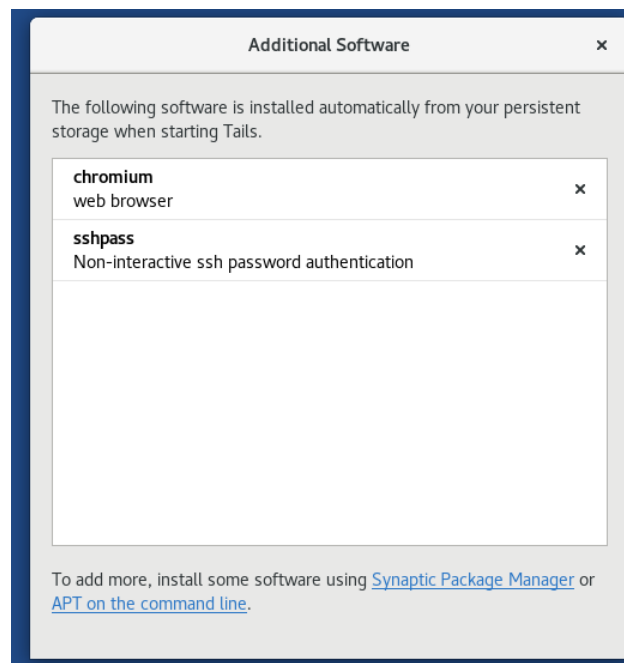 Additional Software
The following software is installed automatically from your persistent
storage when starting Tails.
chromium
web browser
sshpass
Non-interactive ssh password authentication
To add more, install some software using Synaptic Package Manager or
APT on the command line.